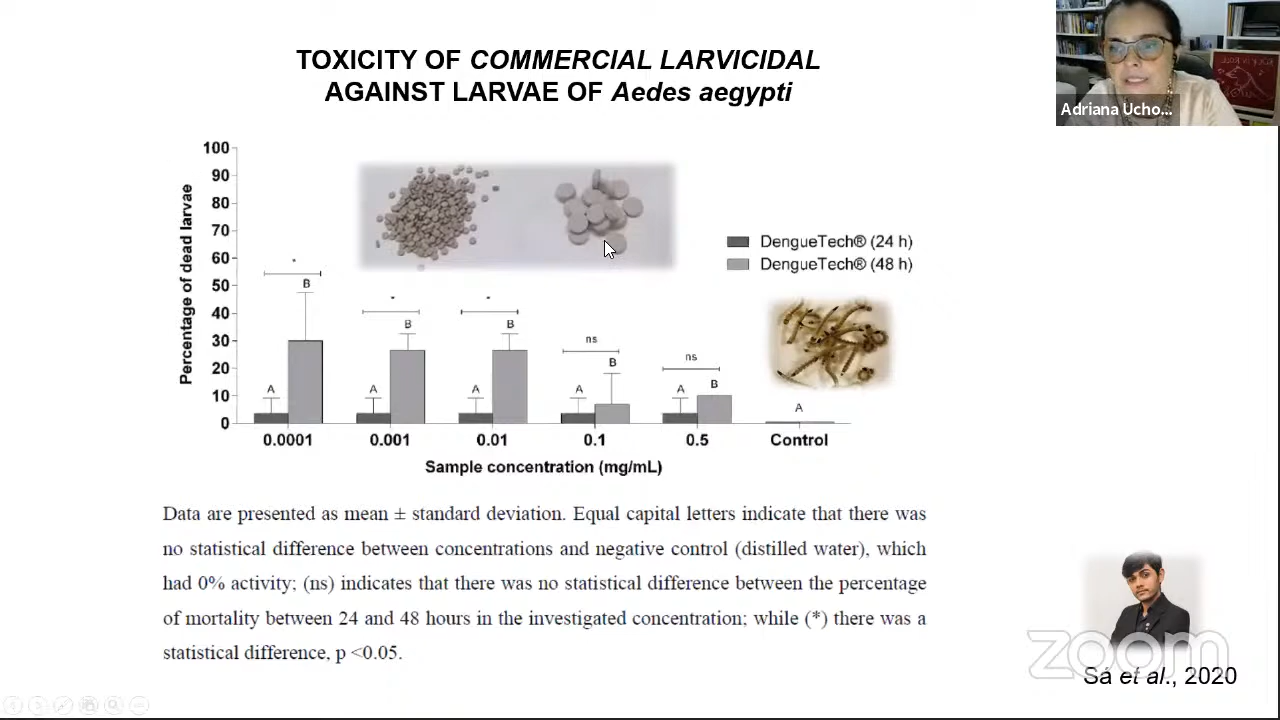 TOXICITY OF COMMERCIAL LARVICIDAL
AGAINST LARVAE OF Aedes aegypti
Adriana Ucho...
Percentage of dead larvae
100
90
80
70
60
50
40
30
20
10
0
*
B
A
*
B
A
*
B
A
ns
B
A
ns
B
A
A
DengueTech® (24 h)
DengueTech® (48 h)
0.0001
0.001
0.01
0.1
0.5
Control
Sample concentration (mg/mL)
Data are presented as mean ± standard deviation. Equal capital letters indicate that there was
no statistical difference between concentrations and negative control (distilled water), which
had 0% activity; (ns) indicates that there was no statistical difference between the percentage
of mortality between 24 and 48 hours in the investigated concentration; while (*) there was a
statistical difference, p <0.05.
zoom
Sá et al., 2020